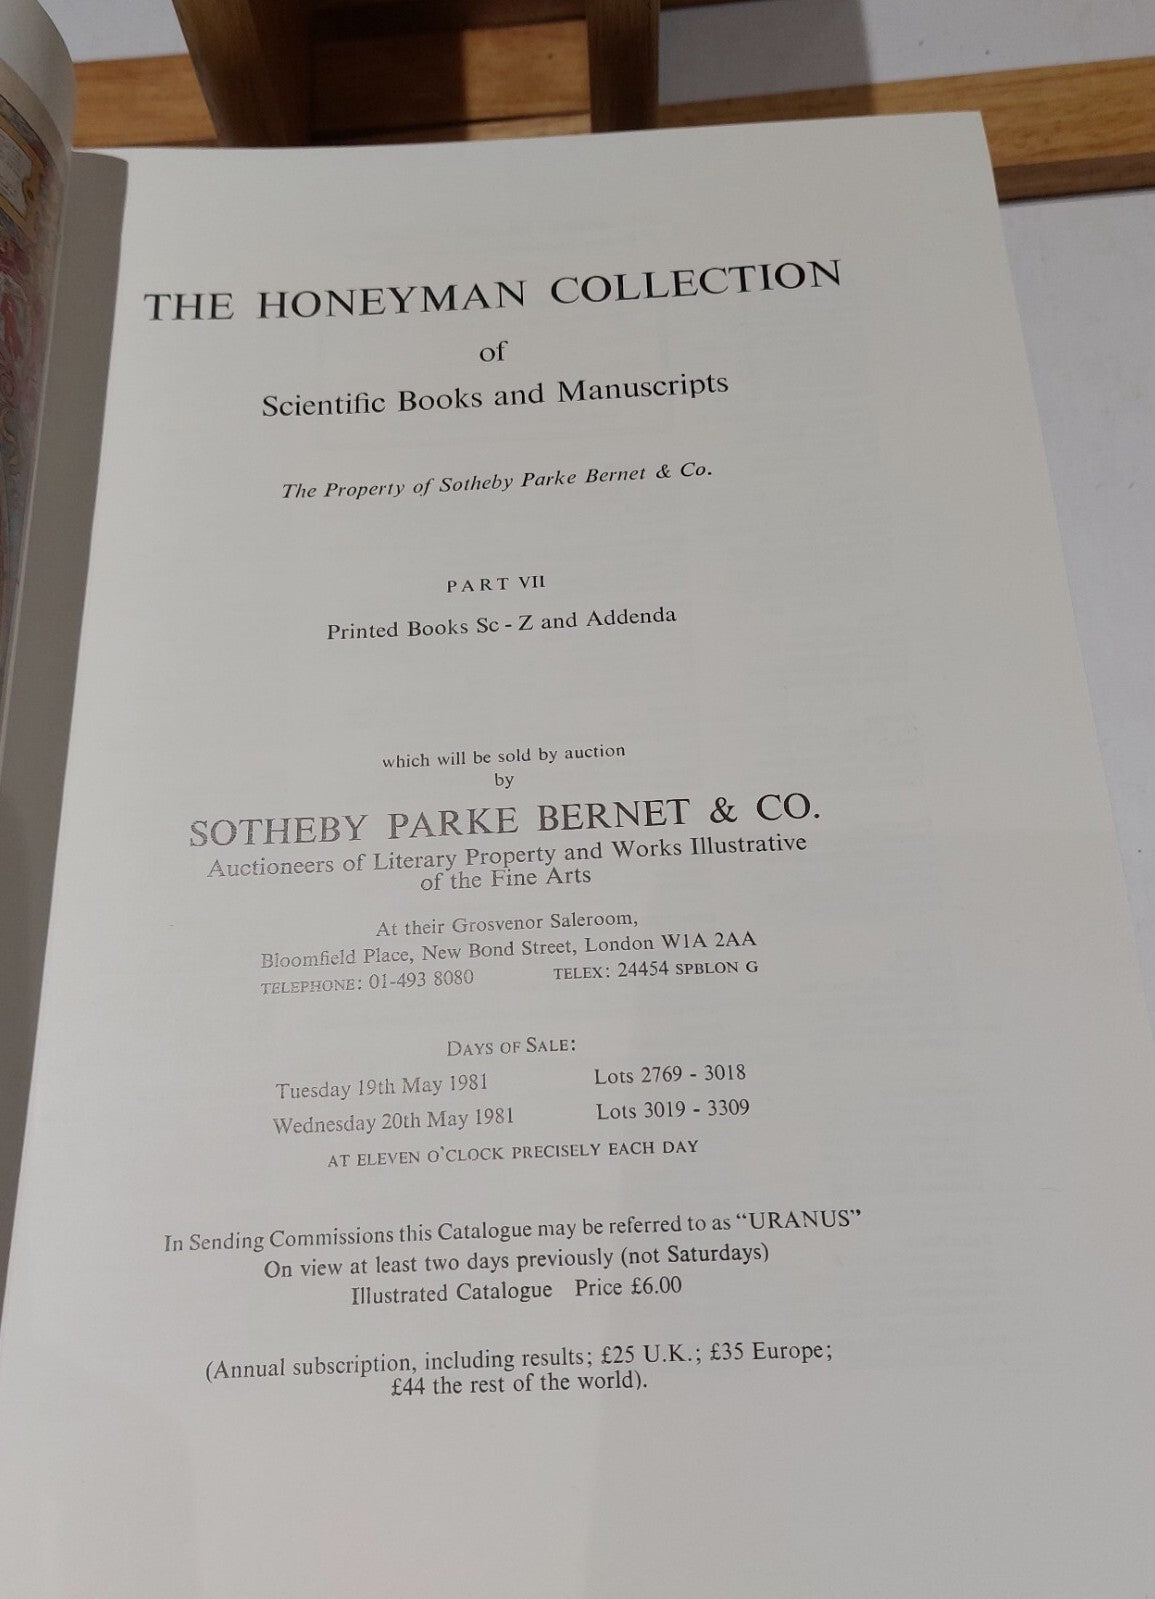 THE HONEYMAN COLLECTION
of
Scientific Books and Manuscripts
The Property of Sotheby Parke Bernet & Co.
PART VII
Printed Books Sc - Z and Addenda
which will be sold by auction
by
SOTHEBY PARKE BERNET & CO.
Auctioneers of Literary Property and Works Illustrative
of the Fine Arts
At their Grosvenor Saleroom,
Bloomfield Place, New Bond Street, London W1A 2AA
TELEPHONE: 01-493 8080 TELEX: 24454 SPBLON G
DAYS OF SALE:
Tuesday 19th May 1981 Lots 2769 - 3018
Wednesday 20th May 1981 Lots 3019 - 3309
AT ELEVEN O'CLOCK PRECISELY EACH DAY
In Sending Commissions this Catalogue may be referred to as “URANUS”
On view at least two days previously (not Saturdays)
Illustrated Catalogue Price £6.00
(Annual subscription, including results; £25 U.K.; £35 Europe;
£44 the rest of the world).